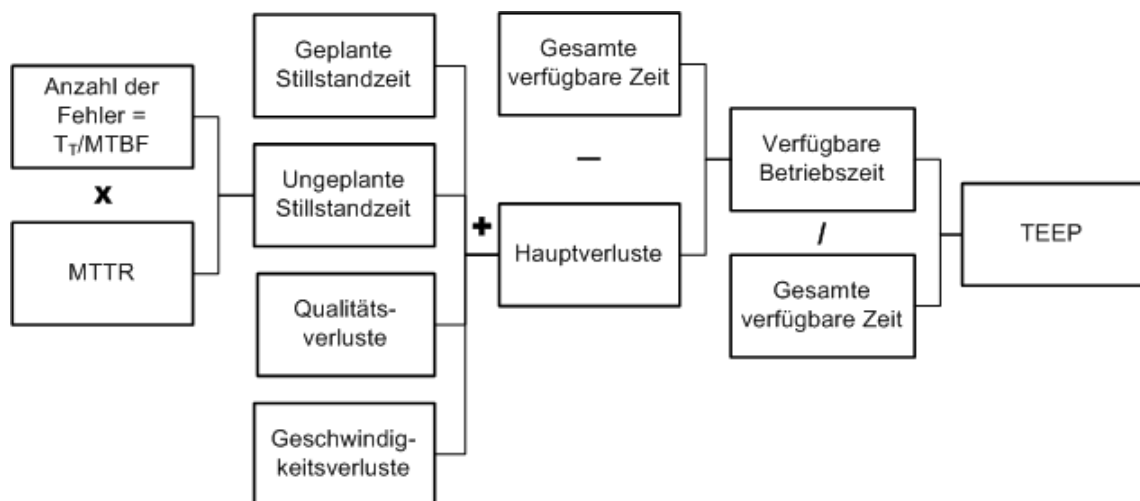 Anzahl der
Fehler =
T_T/MTBF
x
MTTR
Geplante
Stillstandzeit
Ungeplante
Stillstandzeit
Qualitäts-
verluste
Geschwindig-
keitsverluste
+
Gesamte
verfügbare Zeit
–
Hauptverluste
Verfügbare
Betriebszeit
/
Gesamte
verfügbare Zeit
TEEP